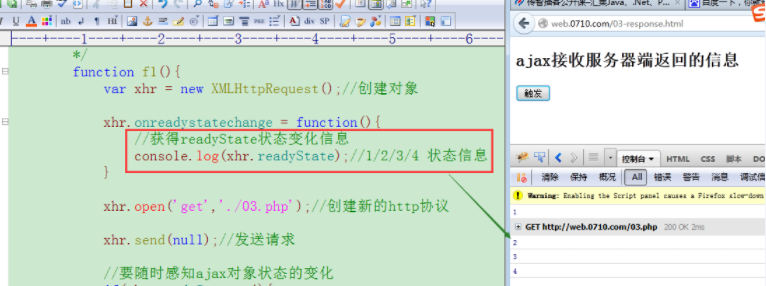 ----+----1----+----2----+----3----+----4----+----5----+----6----
*/
function f1(){
var xhr = new XMLHttpRequest();//创建对象
xhr.onreadystatechange = function(){
//获得readyState状态变化信息
console.log(xhr.readyState);//1/2/3/4 状态信息
}
xhr.open('get','./03.php');//创建新的http协议
xhr.send(null);//发送请求
//要随时感知ajax对象状态的变化
传智播客公开课-汇集Java、.Net、P...
百度一下，你就
web.0710.com/03-response.html
ajax接收服务器端返回的信息
触发
控制台 HTML CSS 脚本 DO
清除 保持 概况 All 错误 警告 消息 调试信
Warning: Enabling the Script panel causes a Firefox slow-down
1
GET http://web.0710.com/03.php 200 OK 2ms
2
3
4